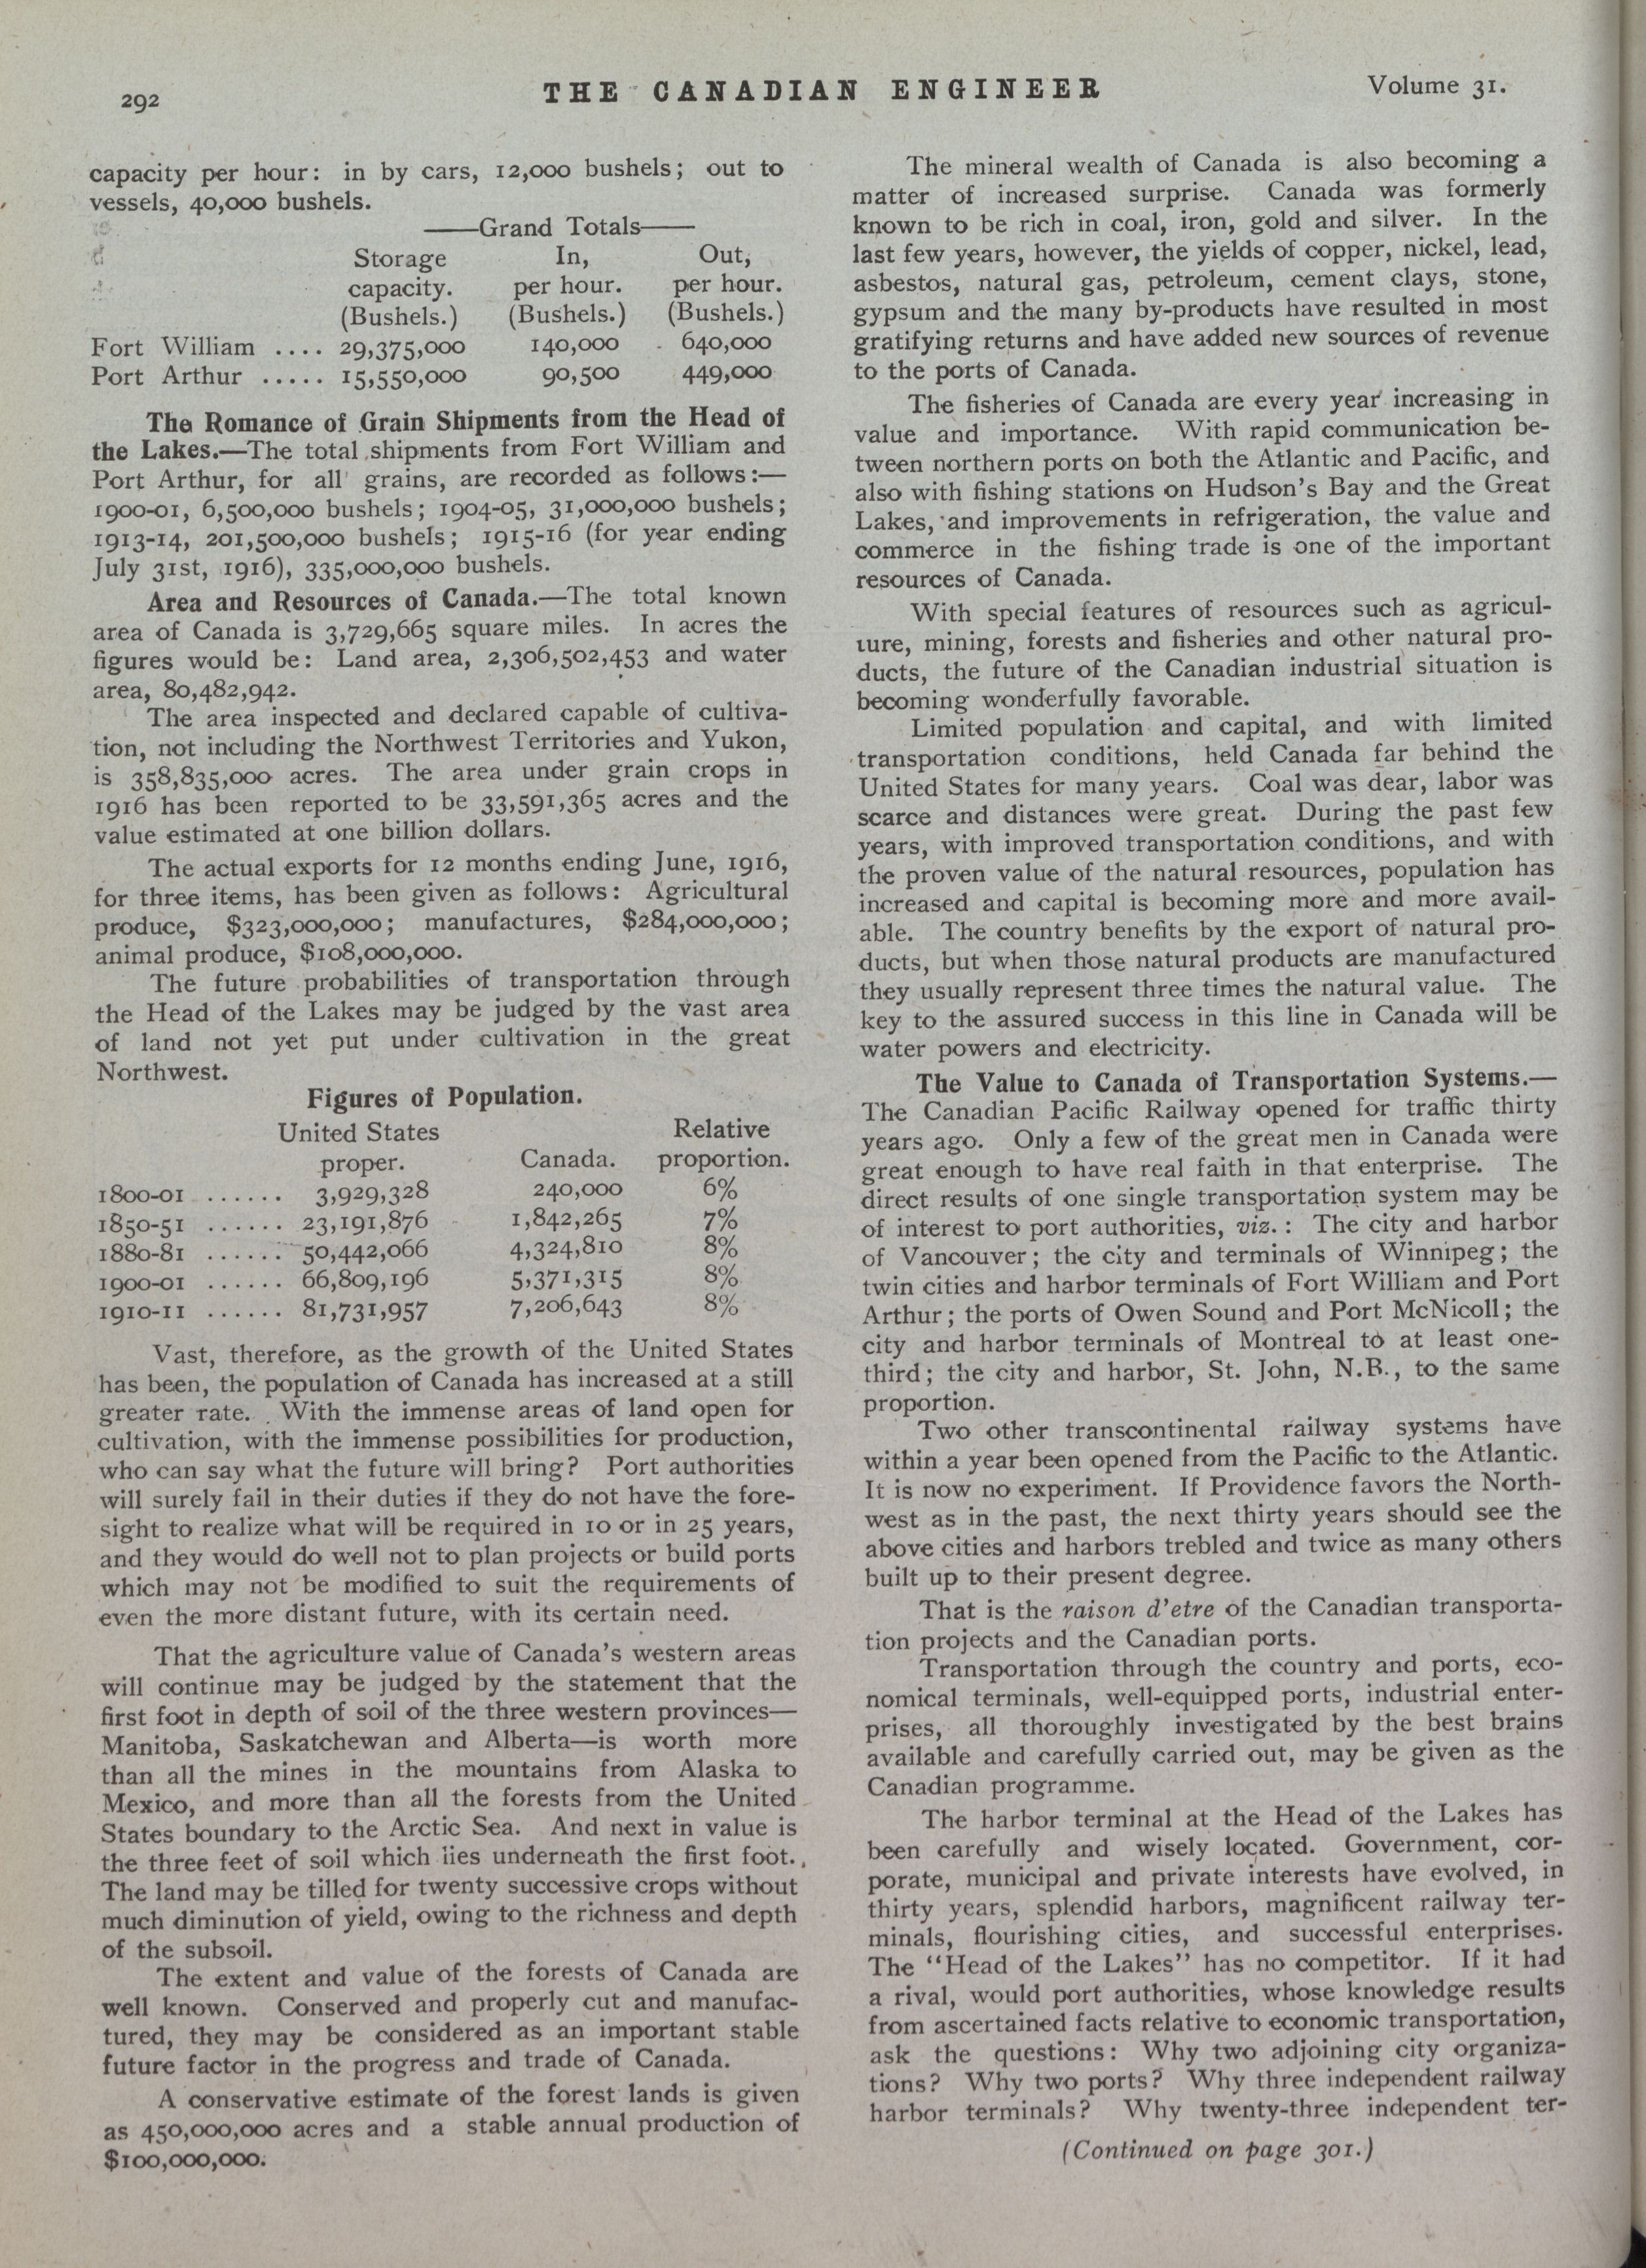 292
THE CANADIAN ENGINEER
Volume 31.
capacity per hour: in by cars, 12,000 bushels; out to
vessels, 40,000 bushels.
——Grand Totals——
Storage In, Out,
capacity. per hour. per hour.
(Bushels.) (Bushels.) (Bushels.)
Fort William .... 29,375,000 140,000 640,000
Port Arthur ..... 15,550,000 90,500 449,000
The Romance of Grain Shipments from the Head of
the Lakes.—The total shipments from Fort William and
Port Arthur, for all grains, are recorded as follows:—
1900-01, 6,500,000 bushels; 1904-05, 31,000,000 bushels;
1913-14, 201,500,000 bushels; 1915-16 (for year ending
July 31st, 1916), 335,000,000 bushels.
Area and Resources of Canada.—The total known
area of Canada is 3,729,665 square miles. In acres the
figures would be: Land area, 2,306,502,453 and water
area, 80,482,942.
The area inspected and declared capable of cultiva-
tion, not including the Northwest Territories and Yukon,
is 358,835,000 acres. The area under grain crops in
1916 has been reported to be 33,591,365 acres and the
value estimated at one billion dollars.
The actual exports for 12 months ending June, 1916,
for three items, has been given as follows: Agricultural
produce, $323,000,000; manufactures, $284,000,000;
animal produce, $108,000,000.
The future probabilities of transportation through
the Head of the Lakes may be judged by the vast area
of land not yet put under cultivation in the great
Northwest.
Figures of Population.
United States Relative
proper. Canada. proportion.
1800-01 ...... 3,929,328 240,000 6%
1850-51 ...... 23,191,876 1,842,265 7%
1880-81 ...... 50,442,066 4,324,810 8%
1900-01 ...... 66,809,196 5,371,315 8%
1910-11 ...... 81,731,957 7,206,643 8%
Vast, therefore, as the growth of the United States
has been, the population of Canada has increased at a still
greater rate. With the immense areas of land open for
cultivation, with the immense possibilities for production,
who can say what the future will bring? Port authorities
will surely fail in their duties if they do not have the fore-
sight to realize what will be required in 10 or in 25 years,
and they would do well not to plan projects or build ports
which may not be modified to suit the requirements of
even the more distant future, with its certain need.
That the agriculture value of Canada's western areas
will continue may be judged by the statement that the
first foot in depth of soil of the three western provinces—
Manitoba, Saskatchewan and Alberta—is worth more
than all the mines in the mountains from Alaska to
Mexico, and more than all the forests from the United
States boundary to the Arctic Sea. And next in value is
the three feet of soil which lies underneath the first foot.
The land may be tilled for twenty successive crops without
much diminution of yield, owing to the richness and depth
of the subsoil.
The extent and value of the forests of Canada are
well known. Conserved and properly cut and manufac-
tured, they may be considered as an important stable
future factor in the progress and trade of Canada.
A conservative estimate of the forest lands is given
as 450,000,000 acres and a stable annual production of
$100,000,000.
The mineral wealth of Canada is also becoming a
matter of increased surprise. Canada was formerly
known to be rich in coal, iron, gold and silver. In the
last few years, however, the yields of copper, nickel, lead,
asbestos, natural gas, petroleum, cement clays, stone,
gypsum and the many by-products have resulted in most
gratifying returns and have added new sources of revenue
to the ports of Canada.
The fisheries of Canada are every year increasing in
value and importance. With rapid communication be-
tween northern ports on both the Atlantic and Pacific, and
also with fishing stations on Hudson's Bay and the Great
Lakes, and improvements in refrigeration, the value and
commerce in the fishing trade is one of the important
resources of Canada.
With special features of resources such as agricul-
ture, mining, forests and fisheries and other natural pro-
ducts, the future of the Canadian industrial situation is
becoming wonderfully favorable.
Limited population and capital, and with limited
transportation conditions, held Canada far behind the
United States for many years. Coal was dear, labor was
scarce and distances were great. During the past few
years, with improved transportation conditions, and with
the proven value of the natural resources, population has
increased and capital is becoming more and more avail-
able. The country benefits by the export of natural pro-
ducts, but when those natural products are manufactured
they usually represent three times the natural value. The
key to the assured success in this line in Canada will be
water powers and electricity.
The Value to Canada of Transportation Systems.—
The Canadian Pacific Railway opened for traffic thirty
years ago. Only a few of the great men in Canada were
great enough to have real faith in that enterprise. The
direct results of one single transportation system may be
of interest to port authorities, viz.: The city and harbor
of Vancouver; the city and terminals of Winnipeg; the
twin cities and harbor terminals of Fort William and Port
Arthur; the ports of Owen Sound and Port McNicoll; the
city and harbor terminals of Montreal to at least one-
third; the city and harbor, St. John, N.B., to the same
proportion.
Two other transcontinental railway systems have
within a year been opened from the Pacific to the Atlantic.
It is now no experiment. If Providence favors the North-
west as in the past, the next thirty years should see the
above cities and harbors trebled and twice as many others
built up to their present degree.
That is the raison d'etre of the Canadian transporta-
tion projects and the Canadian ports.
Transportation through the country and ports, eco-
nomical terminals, well-equipped ports, industrial enter-
prises, all thoroughly investigated by the best brains
available and carefully carried out, may be given as the
Canadian programme.
The harbor terminal at the Head of the Lakes has
been carefully and wisely located. Government, cor-
porate, municipal and private interests have evolved, in
thirty years, splendid harbors, magnificent railway ter-
minals, flourishing cities, and successful enterprises.
The "Head of the Lakes" has no competitor. If it had
a rival, would port authorities, whose knowledge results
from ascertained facts relative to economic transportation,
ask the questions: Why two adjoining city organiza-
tions? Why two ports? Why three independent railway
harbor terminals? Why twenty-three independent ter-
(Continued on page 301.)